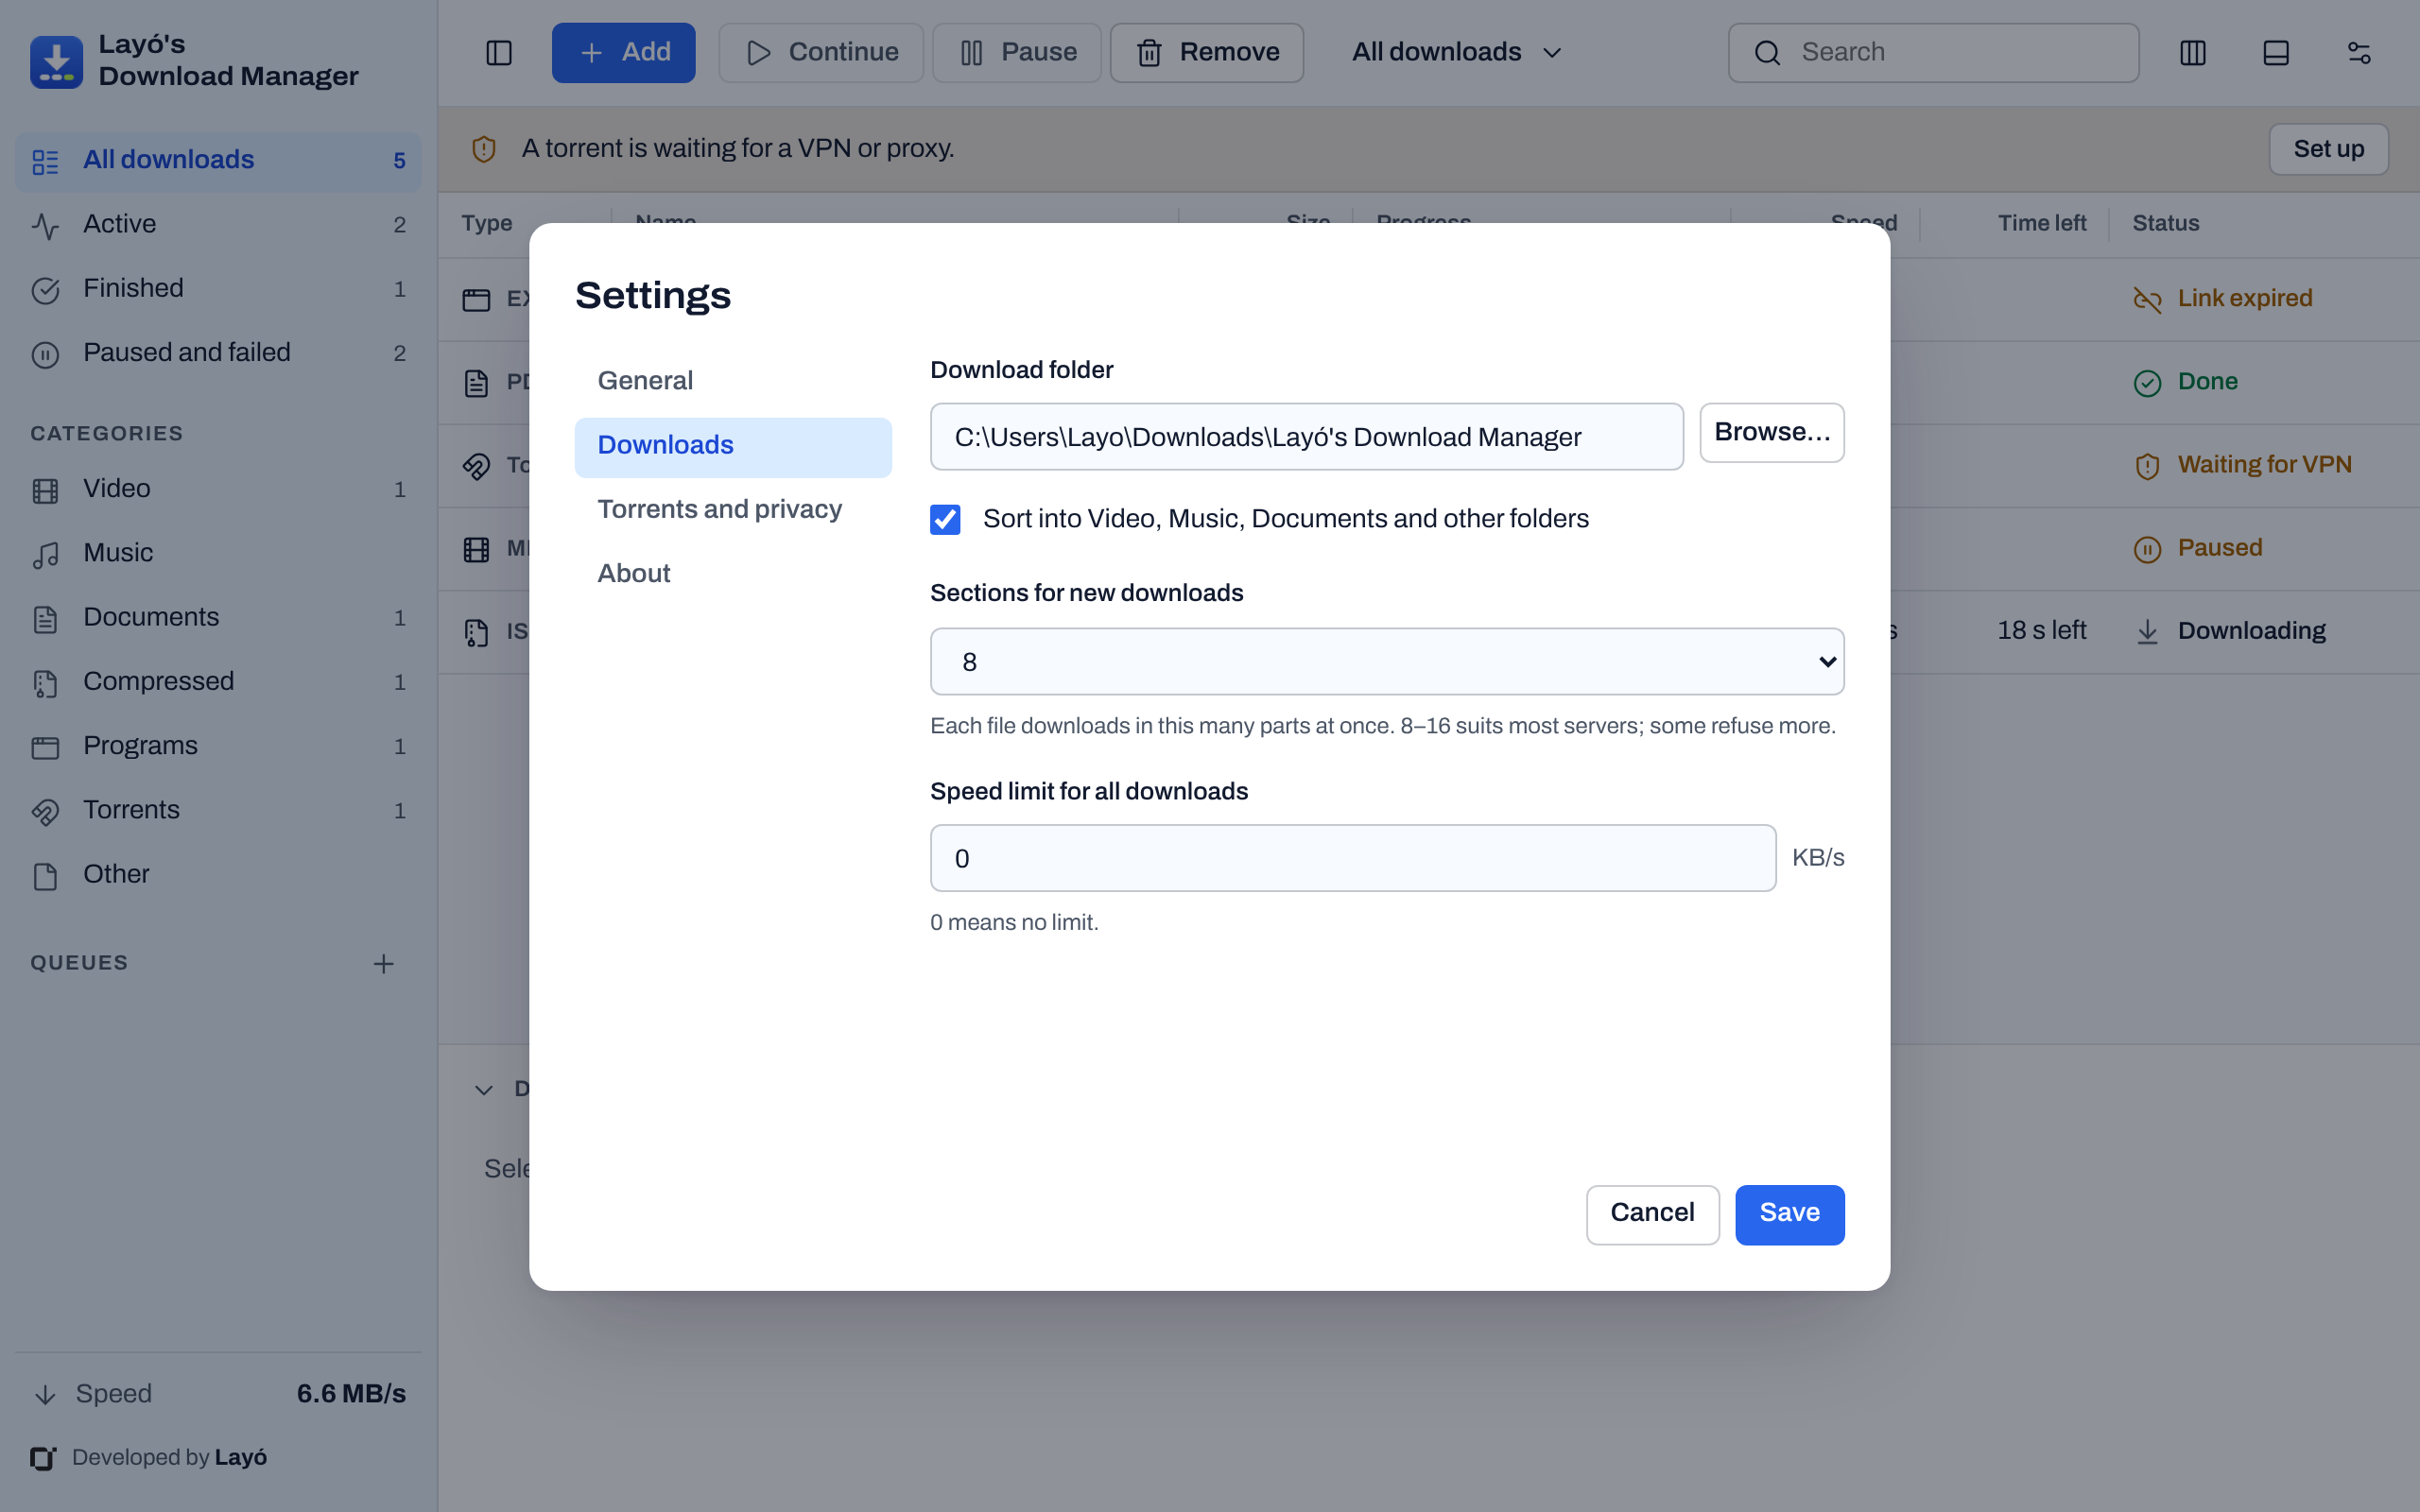 Layó's
Download Manager
Add
Continue
Pause
Remove
All downloads
Search
All downloads 5
Active 2
Finished 1
Paused and failed 2
CATEGORIES
Video 1
Music
Documents 1
Compressed 1
Programs 1
Torrents 1
Other
QUEUES
Speed 6.6 MB/s
Developed by Layó
A torrent is waiting for a VPN or proxy.
Set up
Type Name Size Progress Speed Time left Status
Link expired
Done
Waiting for VPN
Paused
18 s left Downloading
Settings
General
Downloads
Torrents and privacy
About
Download folder
C:\Users\Layo\Downloads\Layó's Download Manager
Browse...
Sort into Video, Music, Documents and other folders
Sections for new downloads
8
Each file downloads in this many parts at once. 8–16 suits most servers; some refuse more.
Speed limit for all downloads
0 KB/s
0 means no limit.
Cancel
Save